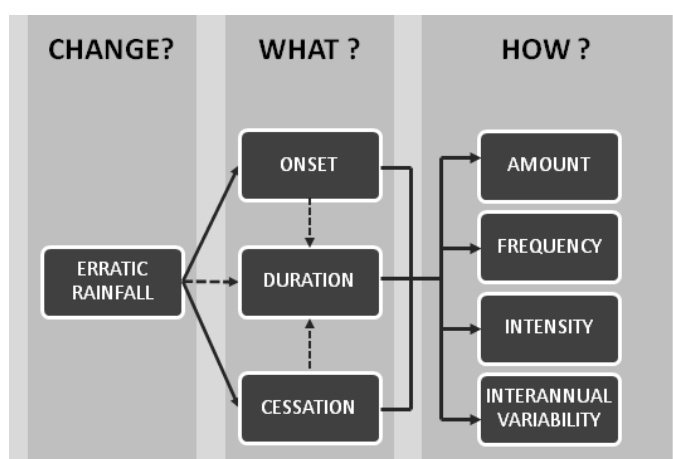 CHANGE?
WHAT ?
HOW ?
ERRATIC
RAINFALL
ONSET
DURATION
CESSATION
AMOUNT
FREQUENCY
INTENSITY
INTERANNUAL
VARIABILITY